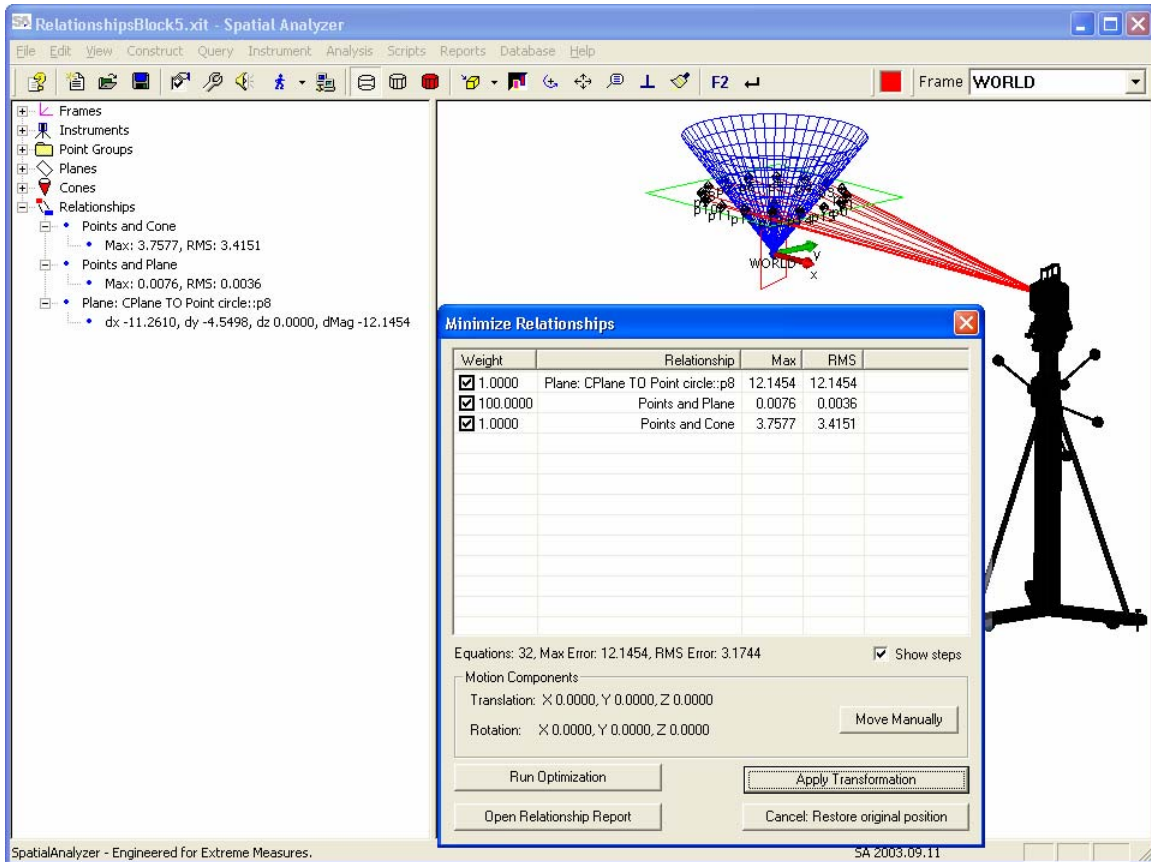 RelationshipsBlock5.xit - Spatial Analyzer
File Edit View Construct Query Instrument Analysis Scripts Reports Database Help
F2 Frame WORLD
Frames
Instruments
Point Groups
Planes
Cones
Relationships
Points and Cone
Max: 3.7577, RMS: 3.4151
Points and Plane
Max: 0.0076, RMS: 0.0036
Plane: CPlane TO Point circle::p8
dx -11.2610, dy -4.5498, dz 0.0000, dMag -12.1454
WORLD
y
x
Minimize Relationships
Weight Relationship Max RMS
1.0000 Plane: CPlane TO Point circle::p8 12.1454 12.1454
100.0000 Points and Plane 0.0076 0.0036
1.0000 Points and Cone 3.7577 3.4151
Equations: 32, Max Error: 12.1454, RMS Error: 3.1744 Show steps
Motion Components
Translation: X 0.0000, Y 0.0000, Z 0.0000
Move Manually
Rotation: X 0.0000, Y 0.0000, Z 0.0000
Run Optimization Apply Transformation
Open Relationship Report Cancel: Restore original position
SpatialAnalyzer - Engineered for Extreme Measures. SA 2003.09.11